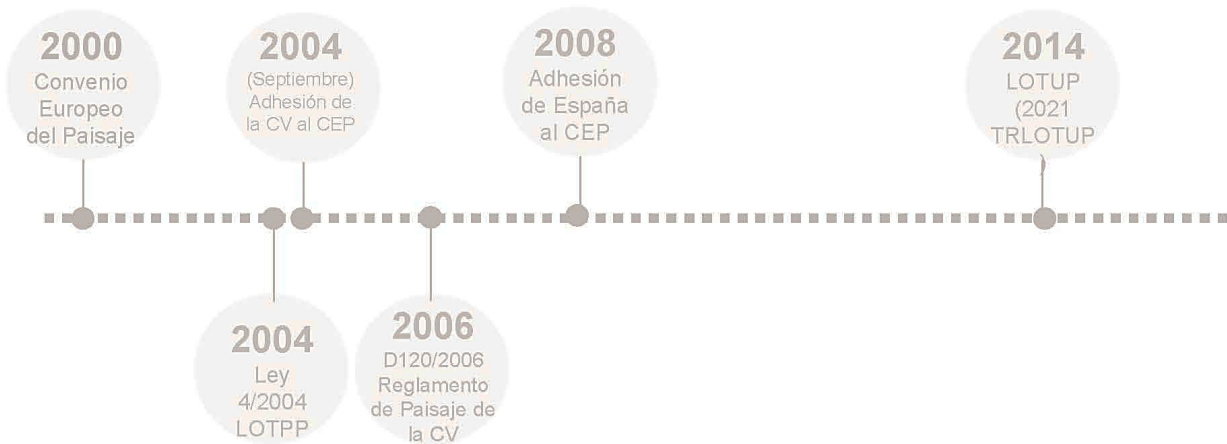 2000
Convenio
Europeo
del Paisaje
2004
(Septiembre)
Adhesión de
la CV al CEP
2008
Adhesión
de España
al CEP
2014
LOTUP
(2021
TRLOTUP
)
2004
Ley
4/2004
LOTPP
2006
D120/2006
Reglamento
de Paisaje de
la CV